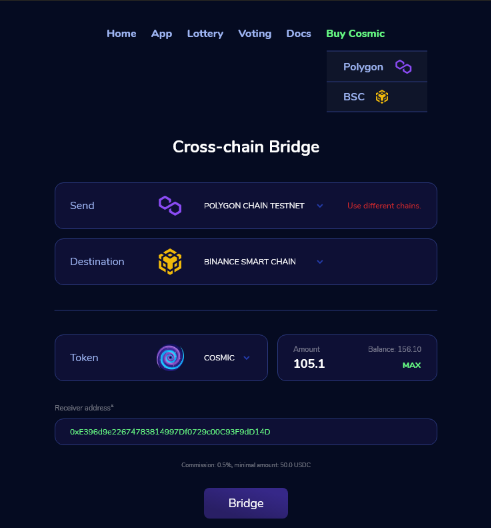 Home App Lottery Voting Docs Buy Cosmic
Polygon
BSC
Cross-chain Bridge
Send POLYGON CHAIN TESTNET Use different chains.
Destination BINANCE SMART CHAIN
Token COSMIC
Amount Balance: 156.10
105.1 MAX
Receiver address*
0xE396d9e22674783814997Df0729c00C93F9dD14D
Commission: 0.5%, minimal amount: 50.0 USDC
Bridge